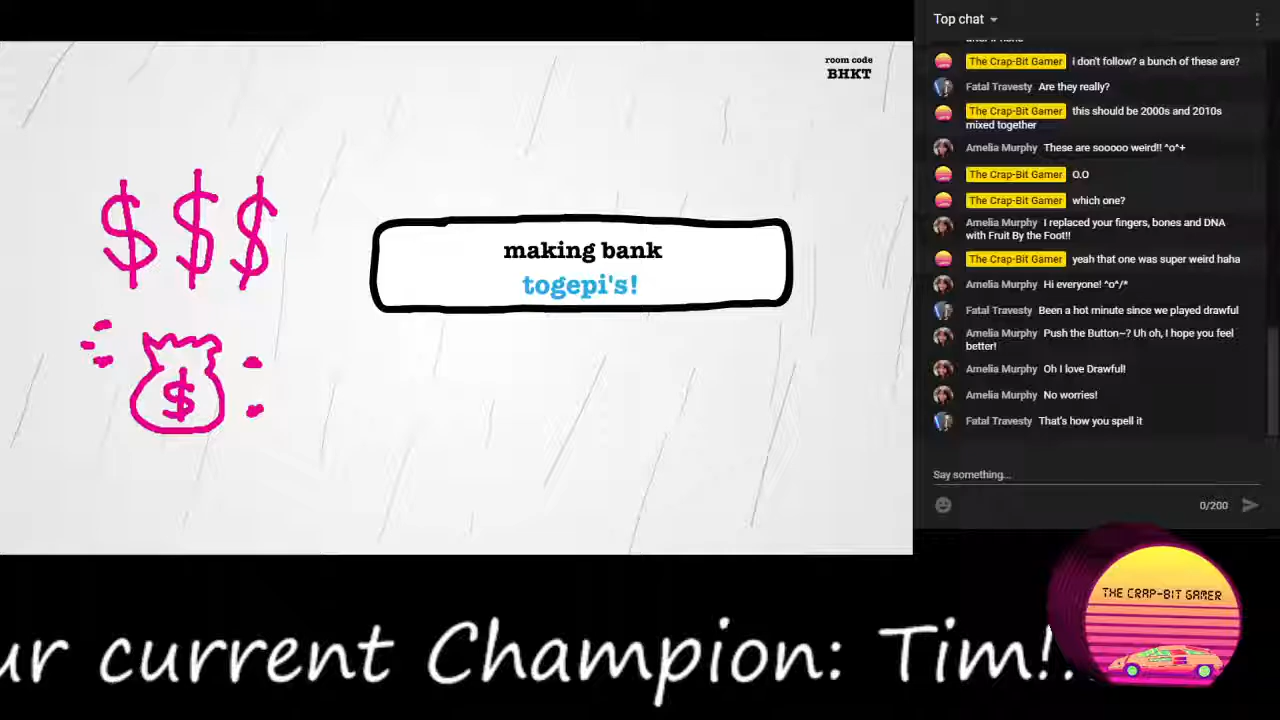 room code
BHKT
$ $ $
$
making bank
togepi's!
Top chat
The Crap-Bit Gamer i don't follow? a bunch of these are?
Fatal Travesty Are they really?
The Crap-Bit Gamer this should be 2000s and 2010s
mixed together
Amelia Murphy These are sooooo weird!! ^o^+
The Crap-Bit Gamer O.O
The Crap-Bit Gamer which one?
Amelia Murphy I replaced your fingers, bones and DNA
with Fruit By the Foot!!
The Crap-Bit Gamer yeah that one was super weird haha
Amelia Murphy Hi everyone! ^o^/*
Fatal Travesty Been a hot minute since we played drawful
Amelia Murphy Push the Button~? Uh oh, I hope you feel
better!
Amelia Murphy Oh I love Drawful!
Amelia Murphy No worries!
Fatal Travesty That's how you spell it
Say something...
0/200
ur current Champion: Tim!!
THE CRAP-BIT GAMER